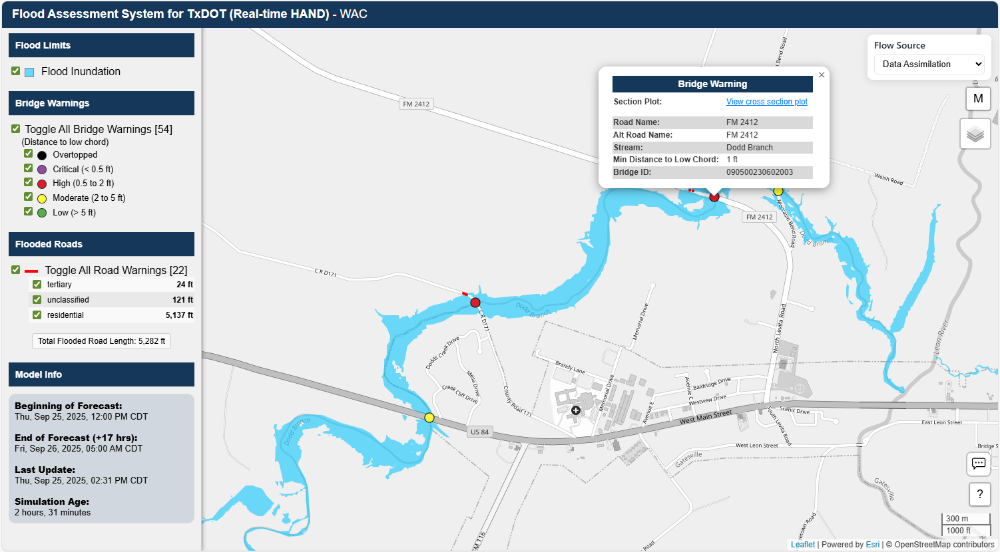 Flood Assessment System for TxDOT (Real-time HAND) - WAC
Flood Limits
Flood Inundation
Bridge Warnings
Toggle All Bridge Warnings [54]
(Distance to low chord)
Overtopped
Critical (< 0.5 ft)
High (0.5 to 2 ft)
Moderate (2 to 5 ft)
Low (> 5 ft)
Flooded Roads
Toggle All Road Warnings [22]
tertiary 24 ft
unclassified 121 ft
residential 5,137 ft
Total Flooded Road Length: 5,282 ft
Model Info
Beginning of Forecast:
Thu, Sep 25, 2025, 12:00 PM CDT
End of Forecast (+17 hrs):
Fri, Sep 26, 2025, 05:00 AM CDT
Last Update:
Thu, Sep 25, 2025, 02:31 PM CDT
Simulation Age:
2 hours, 31 minutes
Flow Source
Data Assimilation
M
Bridge Warning
×
Section Plot: View cross section plot
Road Name: FM 2412
Alt Road Name: FM 2412
Stream: Dodd Branch
Min Distance to Low Chord: 1 ft
Bridge ID: 090500230602003
FM 2412
n Bend Road
Welsh Road
FM 2412
Mocrasin Bend Road
Dodd Branch
C R D171
Dodd Branch
C R D171
Memorial Drive
North Levita Road
Leon River
Dodds Creek Drive
Mesa Drive
Creek Cliff Drive
County Road 171
Brandy Lane
Memorial Drive
Avenue E
Avenue C
Baldridge Drive
Westview Drive
West Main Street
Scenic Drive
South Levita Road
East Leon Street
West Leon Street
Bridge S
US 84
Dodd Branch
Gatesville
Gatesville
FM 116
etown Road
Road
?
300 m
1000 ft
Leaflet | Powered by Esri | © OpenStreetMap contributors